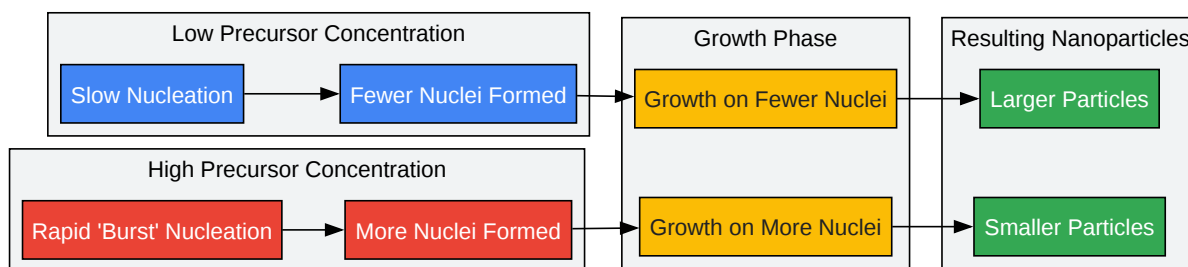 Low Precursor Concentration
Slow Nucleation
Fewer Nuclei Formed
High Precursor Concentration
Rapid 'Burst' Nucleation
More Nuclei Formed
Growth Phase
Growth on Fewer Nuclei
Growth on More Nuclei
Resulting Nanoparticles
Larger Particles
Smaller Particles